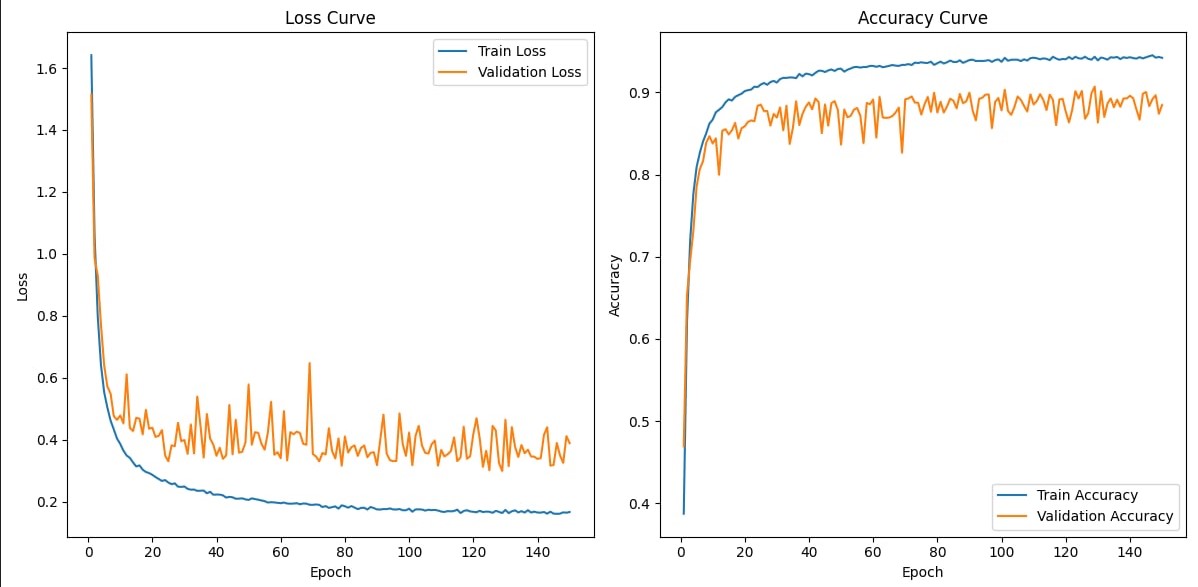 Loss Curve
Train Loss
Validation Loss
1.6
1.4
1.2
1.0
0.8
0.6
0.4
0.2
Loss
0 20 40 60 80 100 120 140
Epoch
Accuracy Curve
0.9
0.8
0.7
0.6
0.5
0.4
Accuracy
Train Accuracy
Validation Accuracy
0 20 40 60 80 100 120 140
Epoch